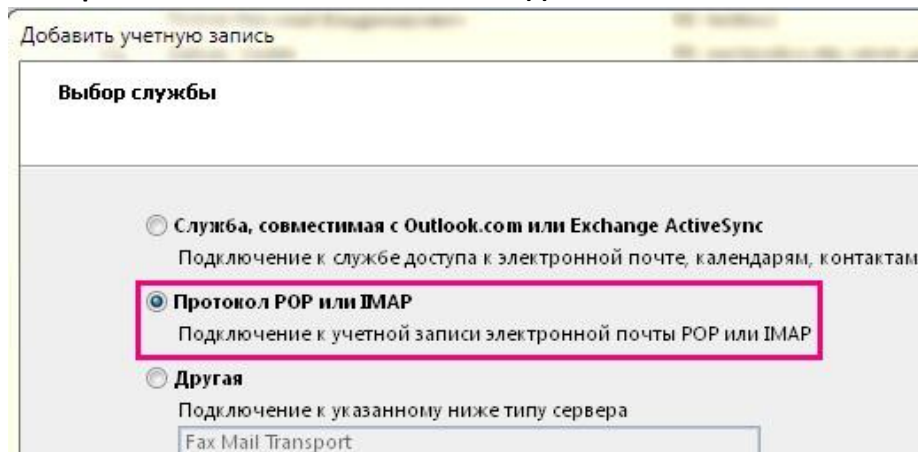 Добавить учетную запись
Выбор службы
Служба, совместимая с Outlook.com или Exchange ActiveSync
Подключение к службе доступа к электронной почте, календарям, контактам
Протокол POP или IMAP
Подключение к учетной записи электронной почты POP или IMAP
Другая
Подключение к указанному ниже типу сервера
Fax Mail Transport